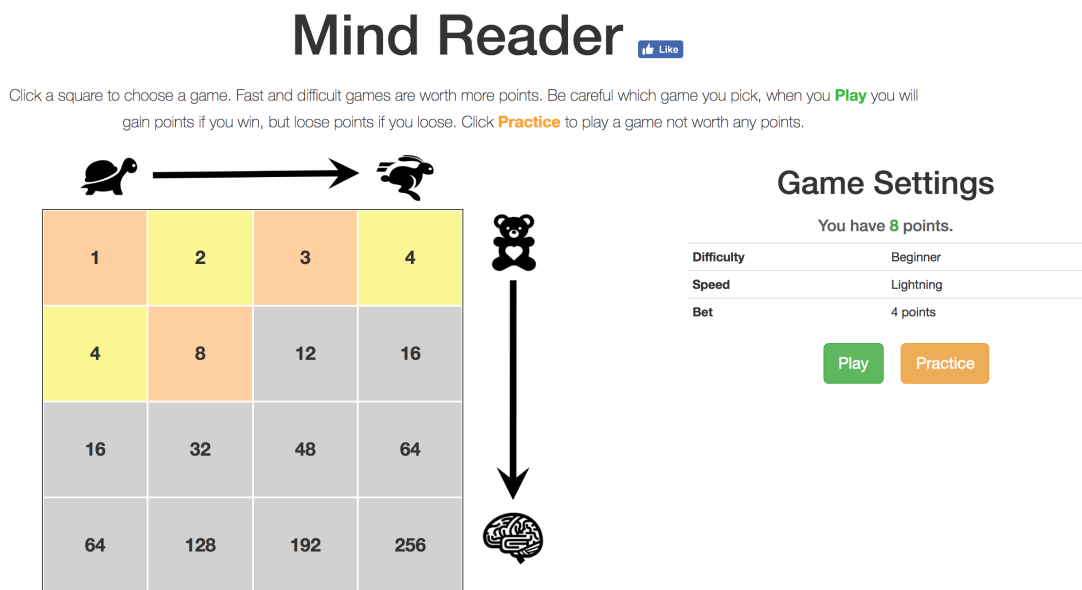 Mind Reader
Like
Click a square to choose a game. Fast and difficult games are worth more points. Be careful which game you pick, when you Play you will
gain points if you win, but loose points if you loose. Click Practice to play a game not worth any points.
1 2 3 4
4 8 12 16
16 32 48 64
64 128 192 256
Game Settings
You have 8 points.
Difficulty Beginner
Speed Lightning
Bet 4 points
Play Practice